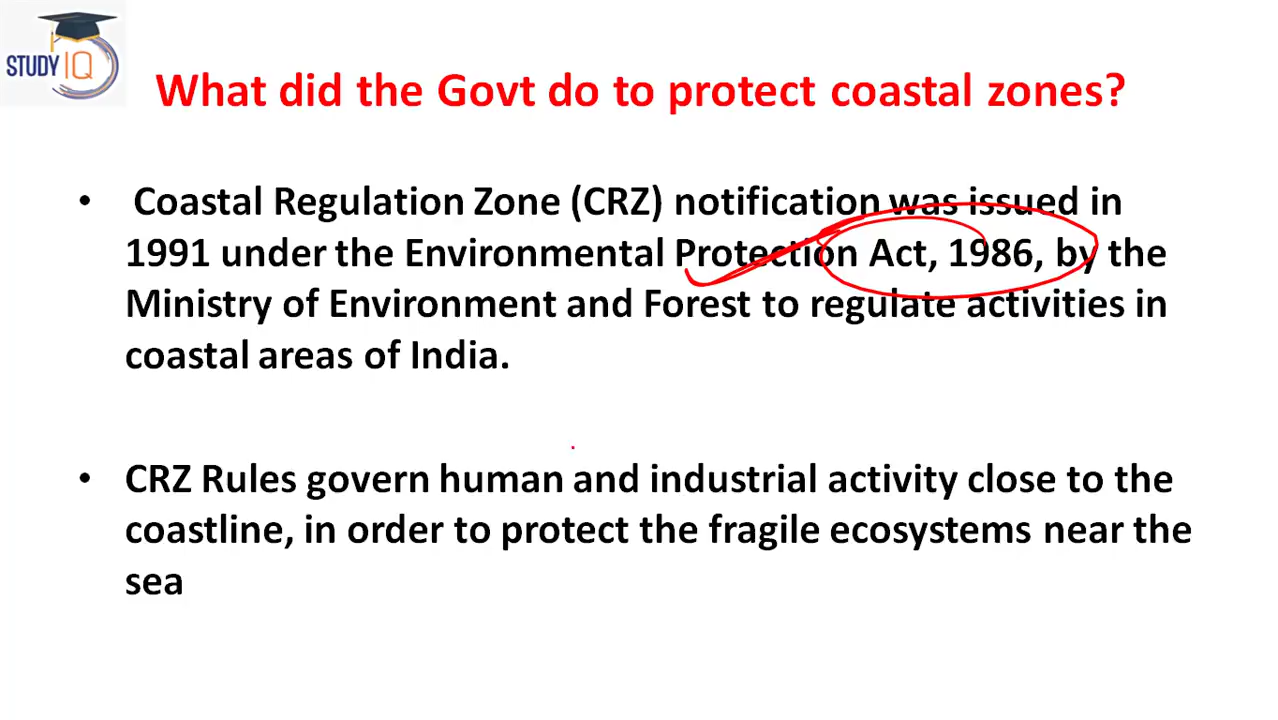 STUDY IQ
What did the Govt do to protect coastal zones?
• Coastal Regulation Zone (CRZ) notification was issued in
1991 under the Environmental Protection Act, 1986, by the
Ministry of Environment and Forest to regulate activities in
coastal areas of India.
• CRZ Rules govern human and industrial activity close to the
coastline, in order to protect the fragile ecosystems near the
sea